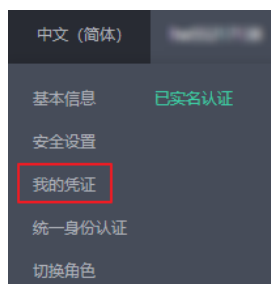 中文（简体）
基本信息 已实名认证
安全设置
我的凭证
统一身份认证
切换角色